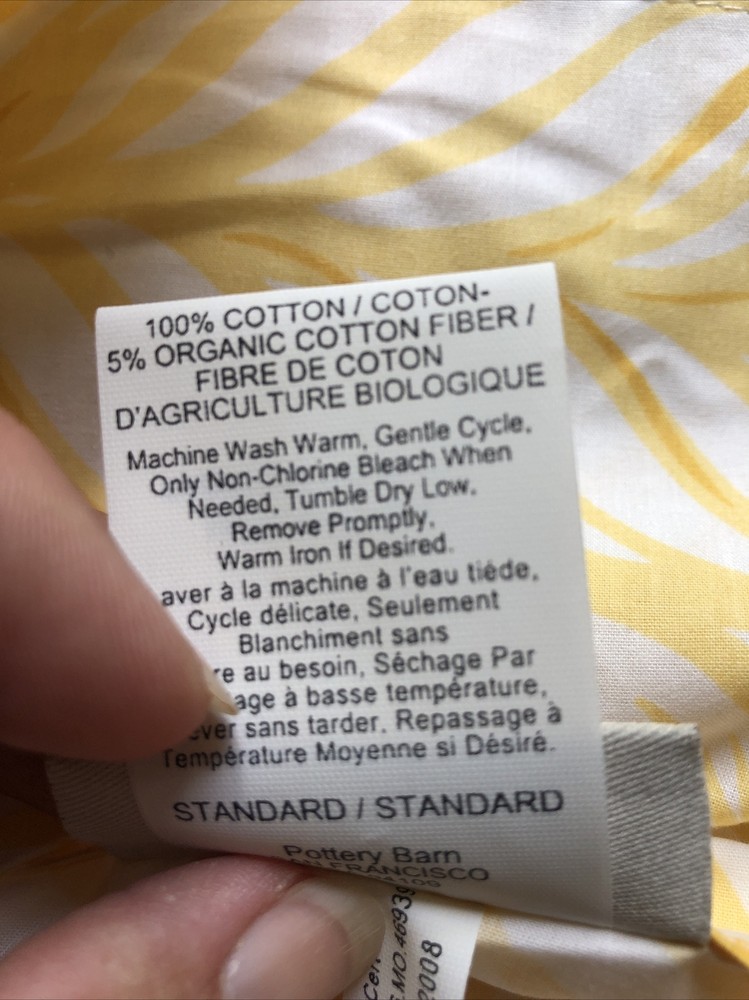 100% COTTON / COTON-
5% ORGANIC COTTON FIBER /
FIBRE DE COTON
D'AGRICULTURE BIOLOGIQUE
Machine Wash Warm, Gentle Cycle,
Only Non-Chlorine Bleach When
Needed, Tumble Dry Low,
Remove Promptly,
Warm Iron If Desired.
aver à la machine à l'eau tiède,
Cycle délicate, Seulement
Blanchiment sans
re au besoin, Séchage Par
age à basse température,
ever sans tarder. Repassage à
Température Moyenne si Désiré.
STANDARD / STANDARD
Pottery Barn
AN FRANCISCO